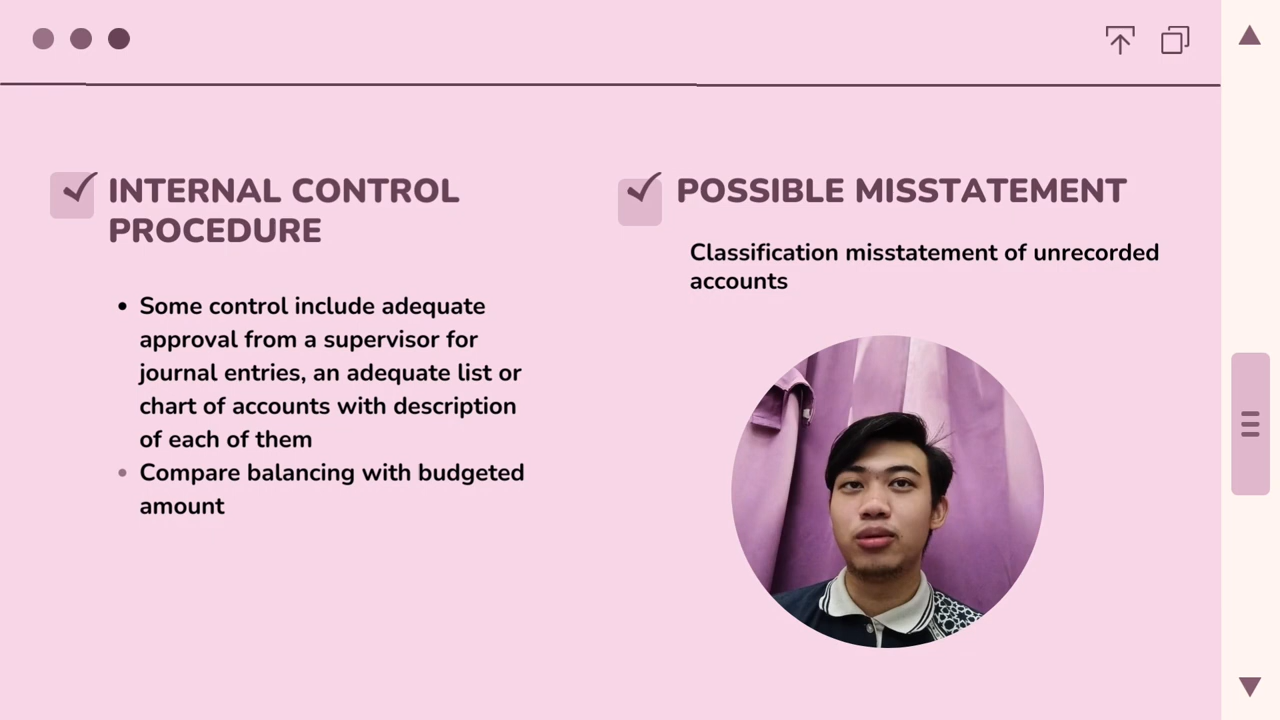 INTERNAL CONTROL
PROCEDURE
Some control include adequate
approval from a supervisor for
journal entries, an adequate list or
chart of accounts with description
of each of them
Compare balancing with budgeted
amount
POSSIBLE MISSTATEMENT
Classification misstatement of unrecorded
accounts